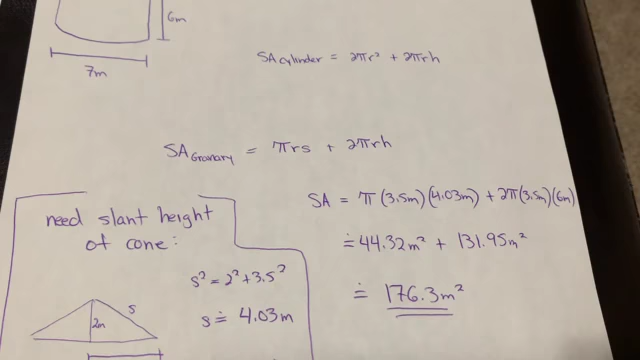 6m
7m
SA cylinder = 2πr² + 2πrh
SA Granary = πrs + 2πrh
need slant height
of cone:
s² = 2² + 3.5²
s ≐ 4.03m
2m
s
SA = π(3.5m)(4.03m) + 2π(3.5m)(6m)
≐ 44.32m² + 131.95m²
≐ 176.3m²